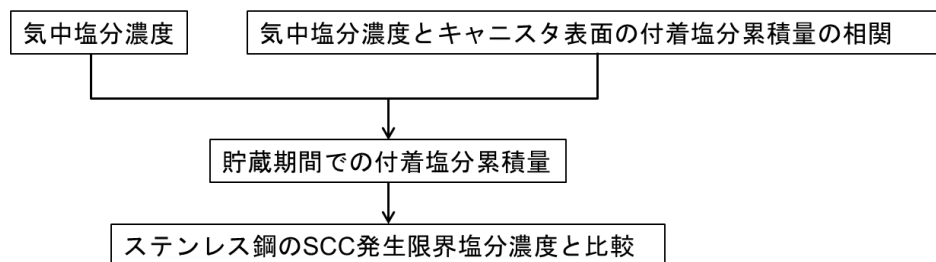 気中塩分濃度
気中塩分濃度とキャニスタ表面の付着塩分累積量の相関
貯蔵期間での付着塩分累積量
ステンレス鋼のSCC発生限界塩分濃度と比較